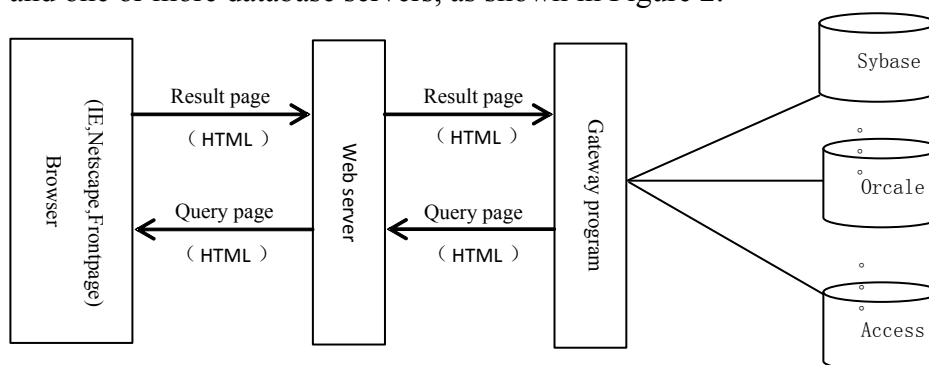 and one or more database servers, as shown in Figure 2.
(IE,Netscape,Frontpage)
Browser
Result page
（HTML）
Query page
（HTML）
Web server
Result page
（HTML）
Query page
（HTML）
Gateway program
Sybase
Orcale
Access